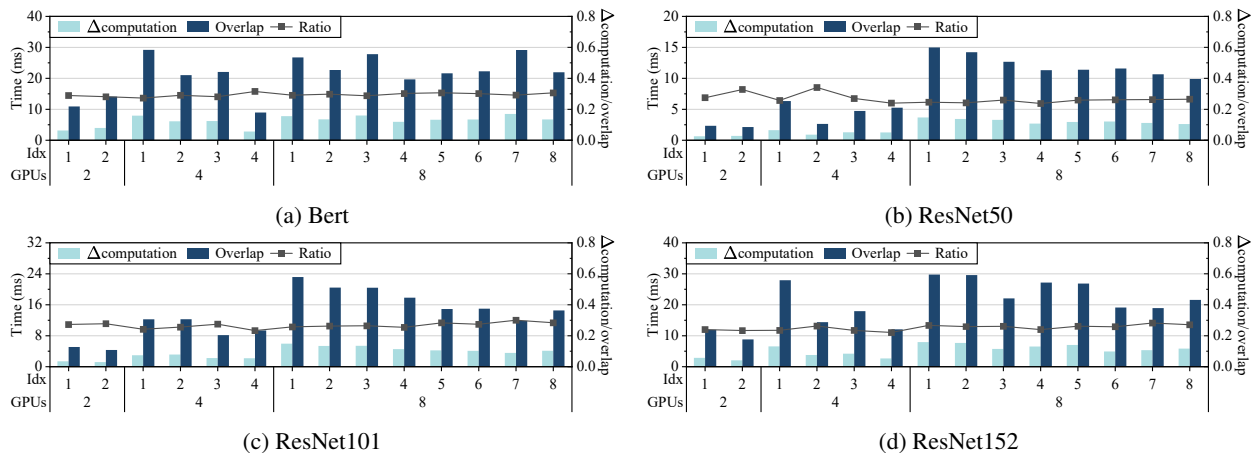 Δcomputation Overlap Ratio
Time (ms)
40
30
20
10
0
0.8
0.6
0.4
0.2
0.0
Δcomputation/overlap
Idx 1 2 1 2 3 4 1 2 3 4 5 6 7 8
GPUs 2 4 8
(a) Bert
Δcomputation Overlap Ratio
Time (ms)
20
15
10
5
0
0.8
0.6
0.4
0.2
0.0
Δcomputation/overlap
Idx 1 2 1 2 3 4 1 2 3 4 5 6 7 8
GPUs 2 4 8
(b) ResNet50
Δcomputation Overlap Ratio
Time (ms)
32
24
16
8
0
0.8
0.6
0.4
0.2
0.0
Δcomputation/overlap
Idx 1 2 1 2 3 4 1 2 3 4 5 6 7 8
GPUs 2 4 8
(c) ResNet101
Δcomputation Overlap Ratio
Time (ms)
40
30
20
10
0
0.8
0.6
0.4
0.2
0.0
Δcomputation/overlap
Idx 1 2 1 2 3 4 1 2 3 4 5 6 7 8
GPUs 2 4 8
(d) ResNet152